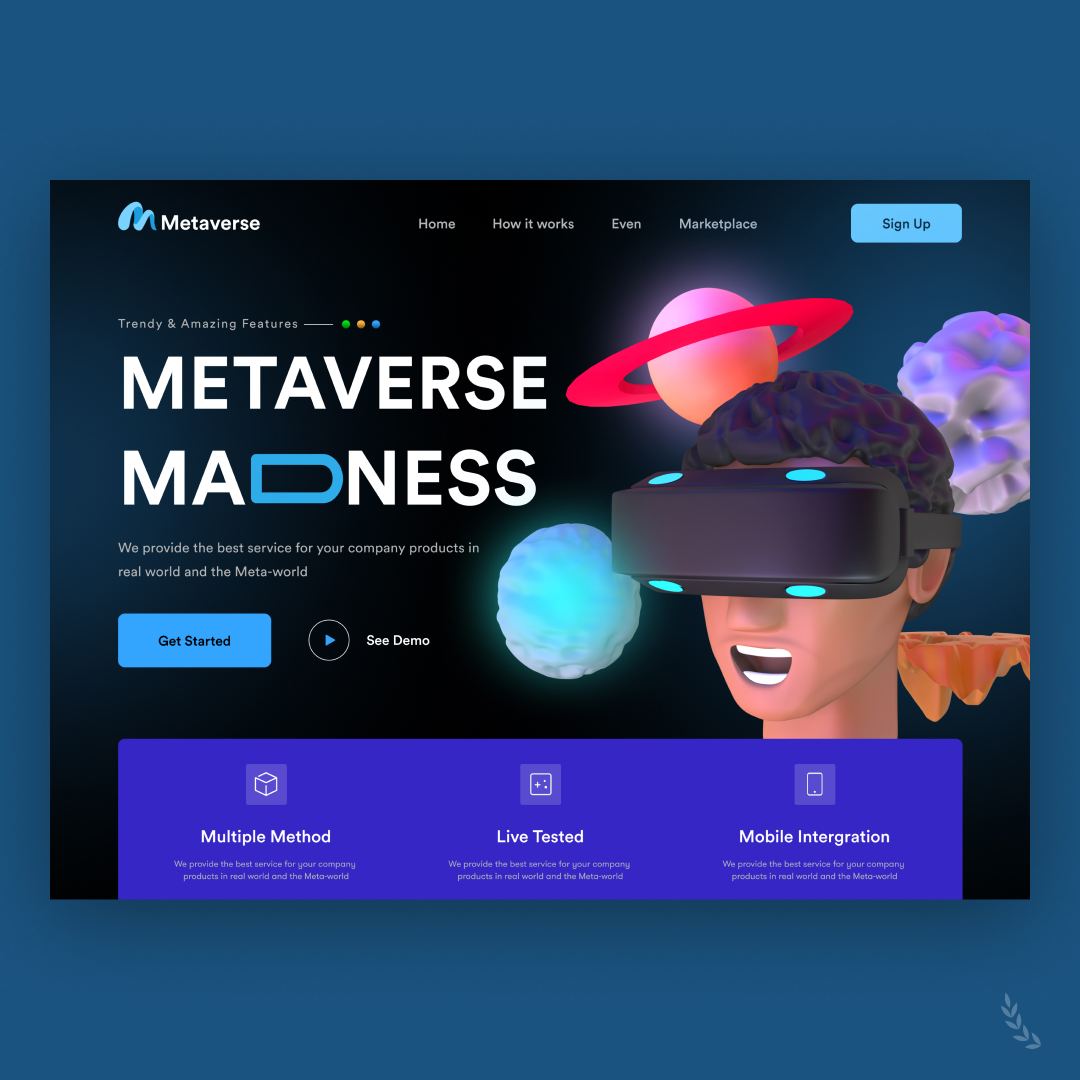 Metaverse
Home
How it works
Even
Marketplace
Sign Up
Trendy & Amazing Features
METAVERSE
MADNESS
We provide the best service for your company products in
real world and the Meta-world
Get Started
See Demo
Multiple Method
We provide the best service for your company
products in real world and the Meta-world
Live Tested
We provide the best service for your company
products in real world and the Meta-world
Mobile Intergration
We provide the best service for your company
products in real world and the Meta-world